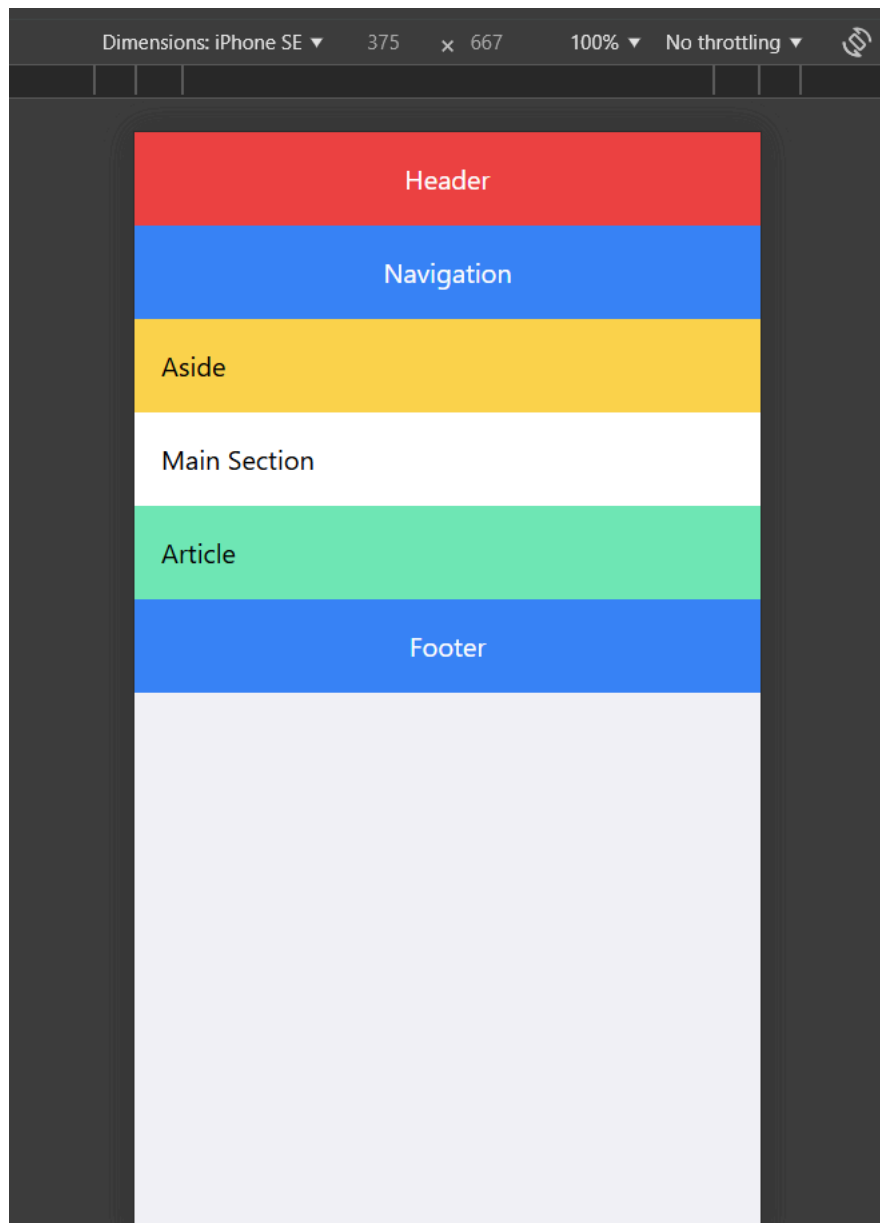 Dimensions: iPhone SE ▼ 375 × 667 100% ▼ No throttling ▼
Header
Navigation
Aside
Main Section
Article
Footer